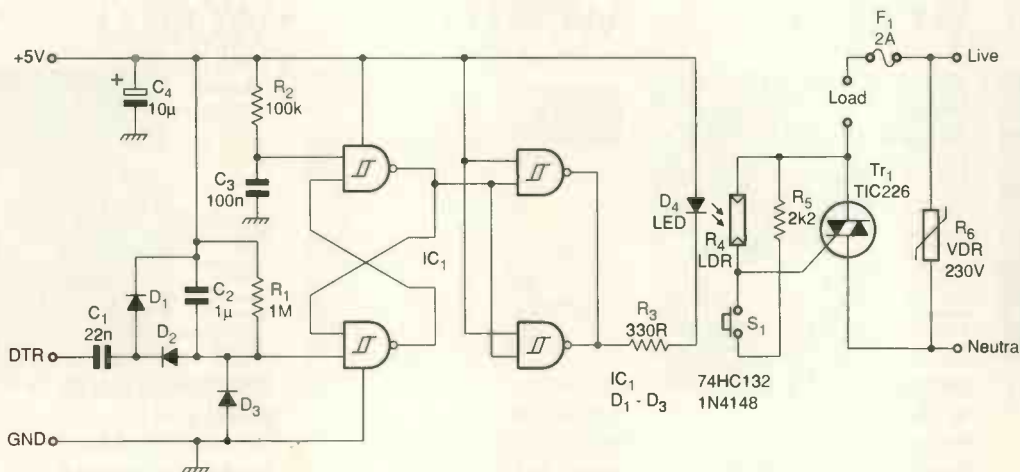 +5V
C4
10µ
R2
100k
C3
100n
IC1
D4
LED
R4
LDR
R5
2k2
S1
F1
2A
Live
Load
Tr1
TIC226
R6
VDR
230V
Neutra
C1
22n
D1
D2
C2
1µ
R1
1M
D3
DTR
GND
R3
330R
IC1 74HC132
D1 - D3 1N4148
+